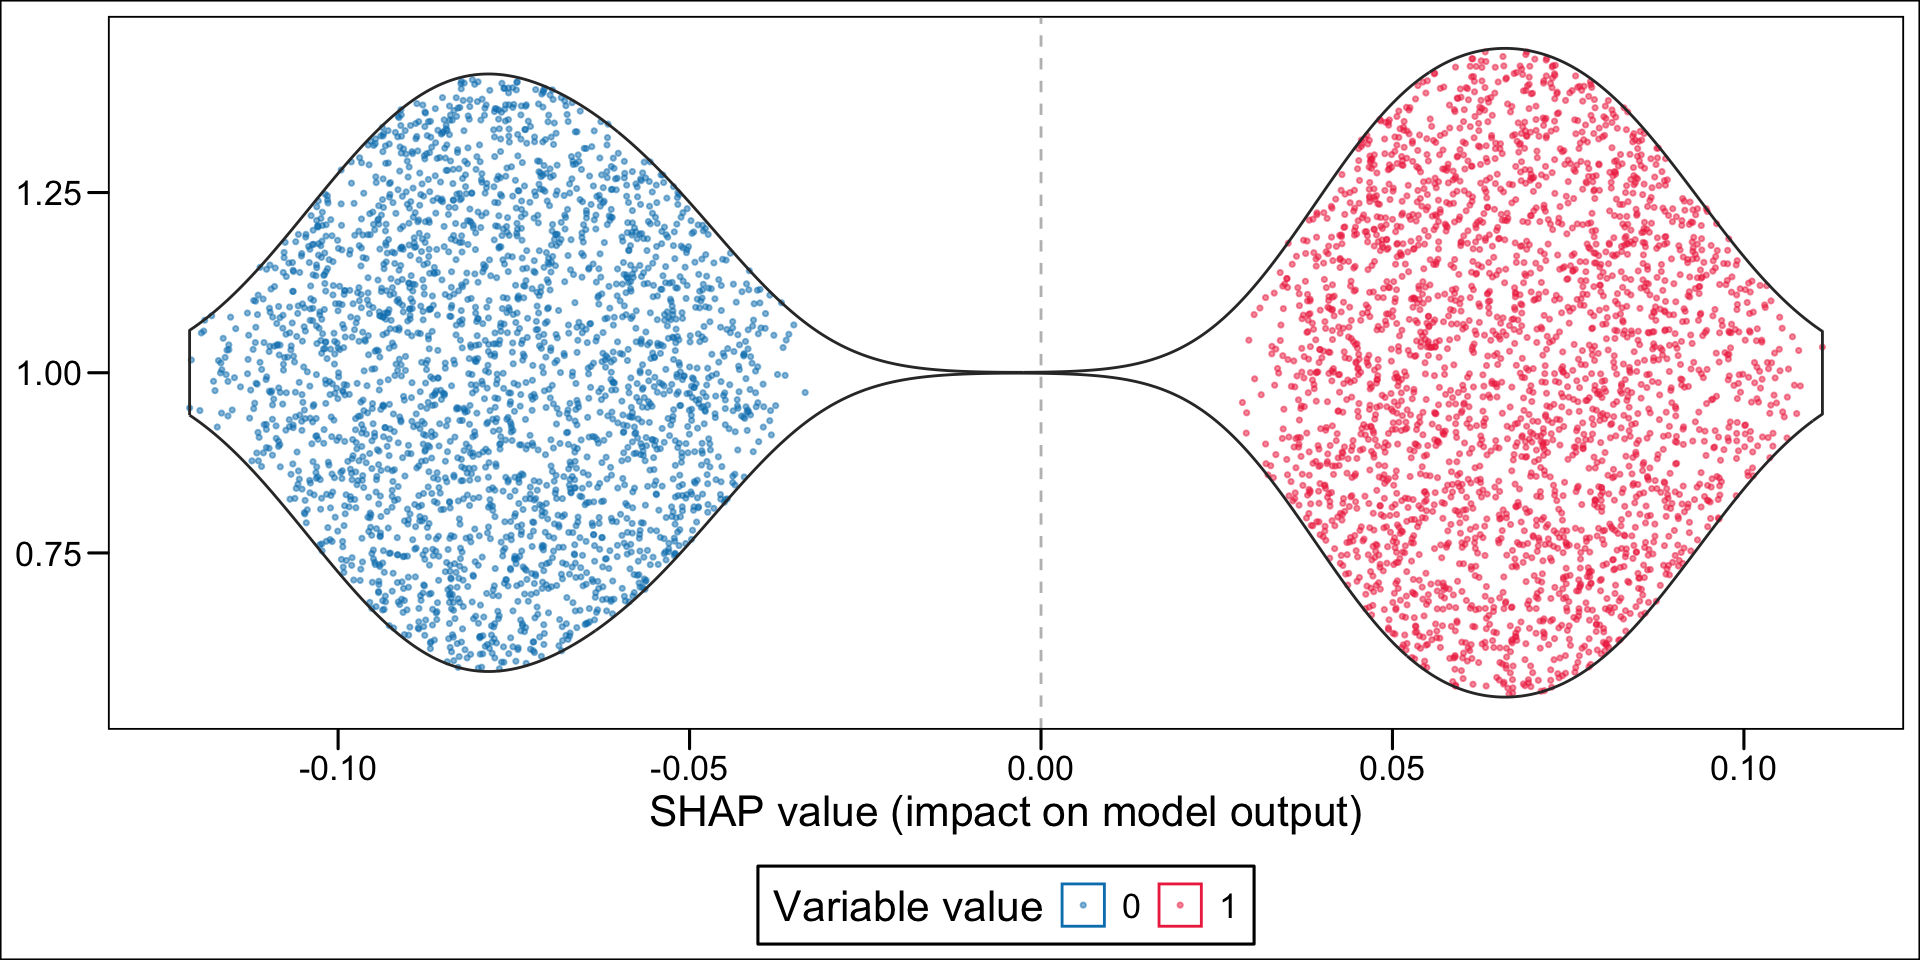 1.25
1.00
0.75
-0.10 -0.05 0.00 0.05 0.10
SHAP value (impact on model output)
Variable value 0 1